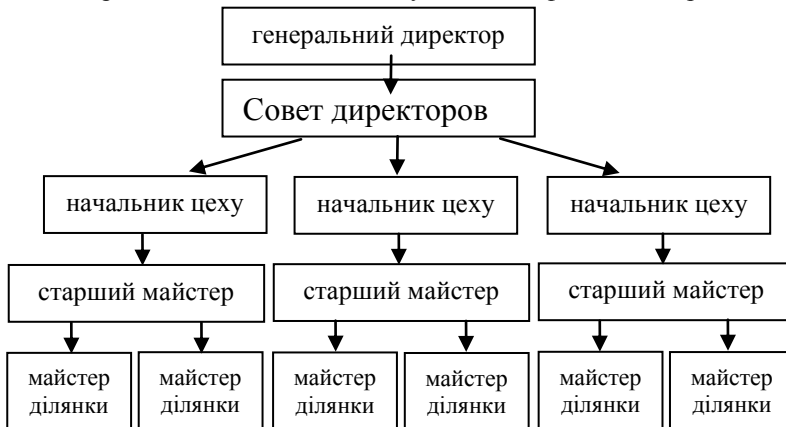 генеральний директор
Совет директоров
начальник цеху
начальник цеху
начальник цеху
старший майстер
старший майстер
старший майстер
майстер
ділянки
майстер
ділянки
майстер
ділянки
майстер
ділянки
майстер
ділянки
майстер
ділянки